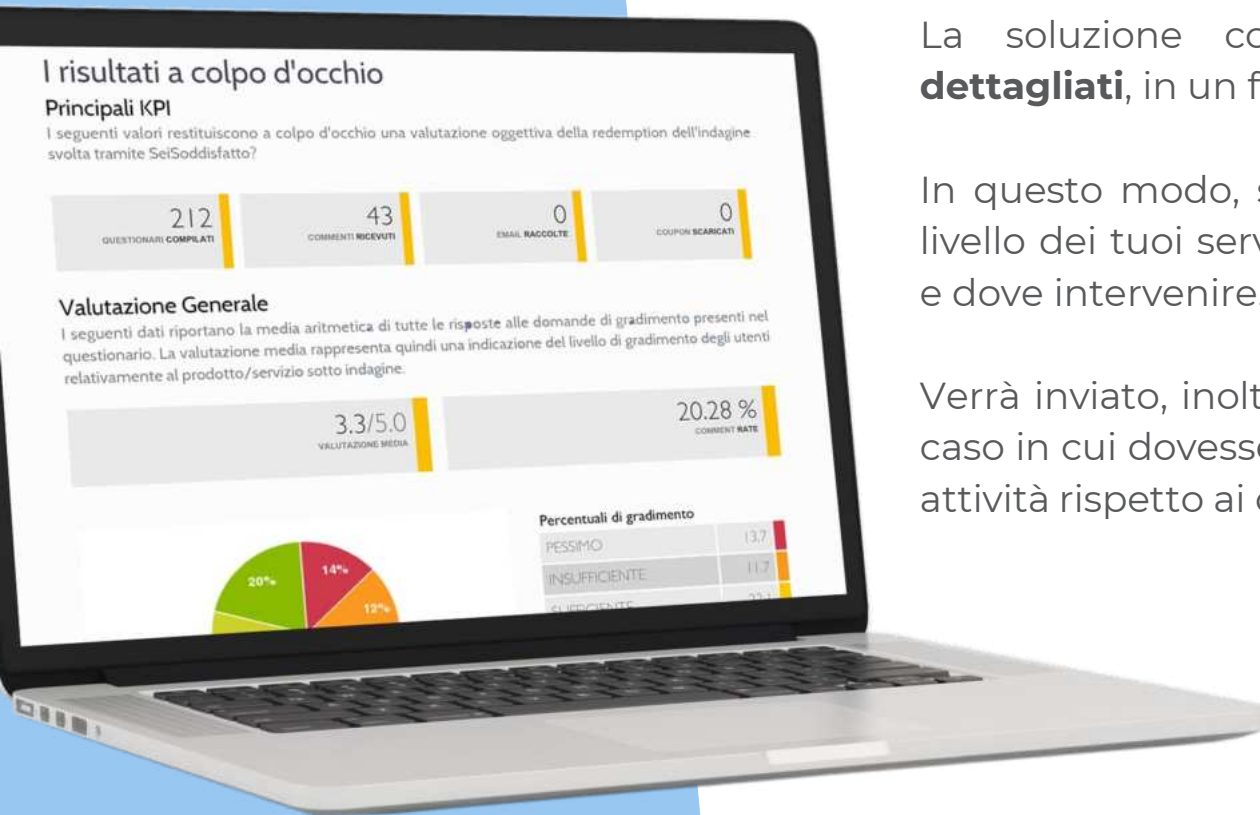 I risultati a colpo d'occhio
Principali KPI
I seguenti valori restituiscono a colpo d'occhio una valutazione oggettiva della redemption dell'indagine
svolta tramite SeiSoddisfatto?
212
QUESTIONARI COMPILATI
43
COMMENTI RICEVUTI
0
EMAIL RACCOLTE
0
COUPON SCARICATI
Valutazione Generale
I seguenti dati riportano la media aritmetica di tutte le risposte alle domande di gradimento presenti nel
questionario. La valutazione media rappresenta quindi una indicazione del livello di gradimento degli utenti
relativamente al prodotto/servizio sotto indagine.
3.3/5.0
VALUTAZIONE MEDIA
20.28 %
COMMENT RATE
20%
14%
12%
Percentuali di gradimento
PESSIMO 13,7
INSUFFICIENTE 11.7
La soluzione
dettagliati, in un
In questo modo,
livello dei tuoi
e dove intervenire
Verrà inviato,
caso in cui
attività rispetto ai